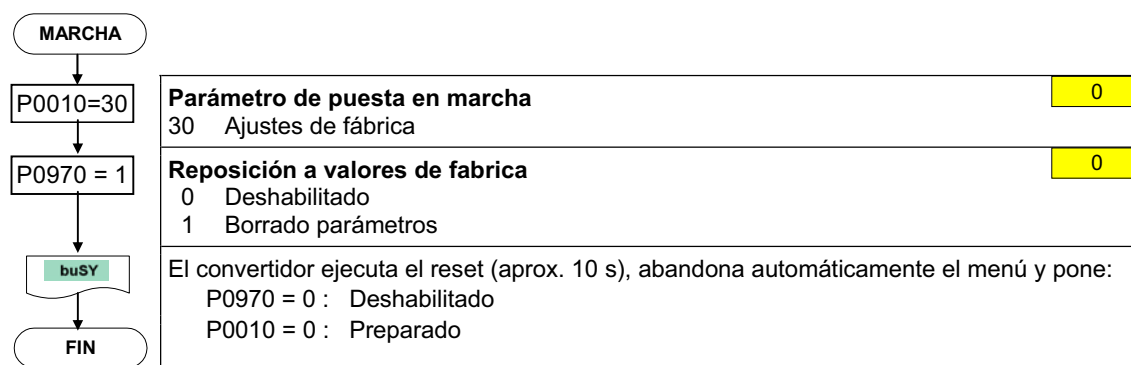 MARCHA
P0010=30
Parámetro de puesta en marcha 0
30 Ajustes de fábrica
P0970 = 1
Reposición a valores de fabrica 0
0 Deshabilitado
1 Borrado parámetros
buSY
El convertidor ejecuta el reset (aprox. 10 s), abandona automáticamente el menú y pone:
P0970 = 0 : Deshabilitado
P0010 = 0 : Preparado
FIN